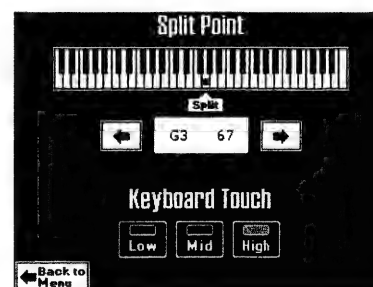 Split Point
Split
G3 67
Keyboard Touch
Low Mid High
Back to
Menu